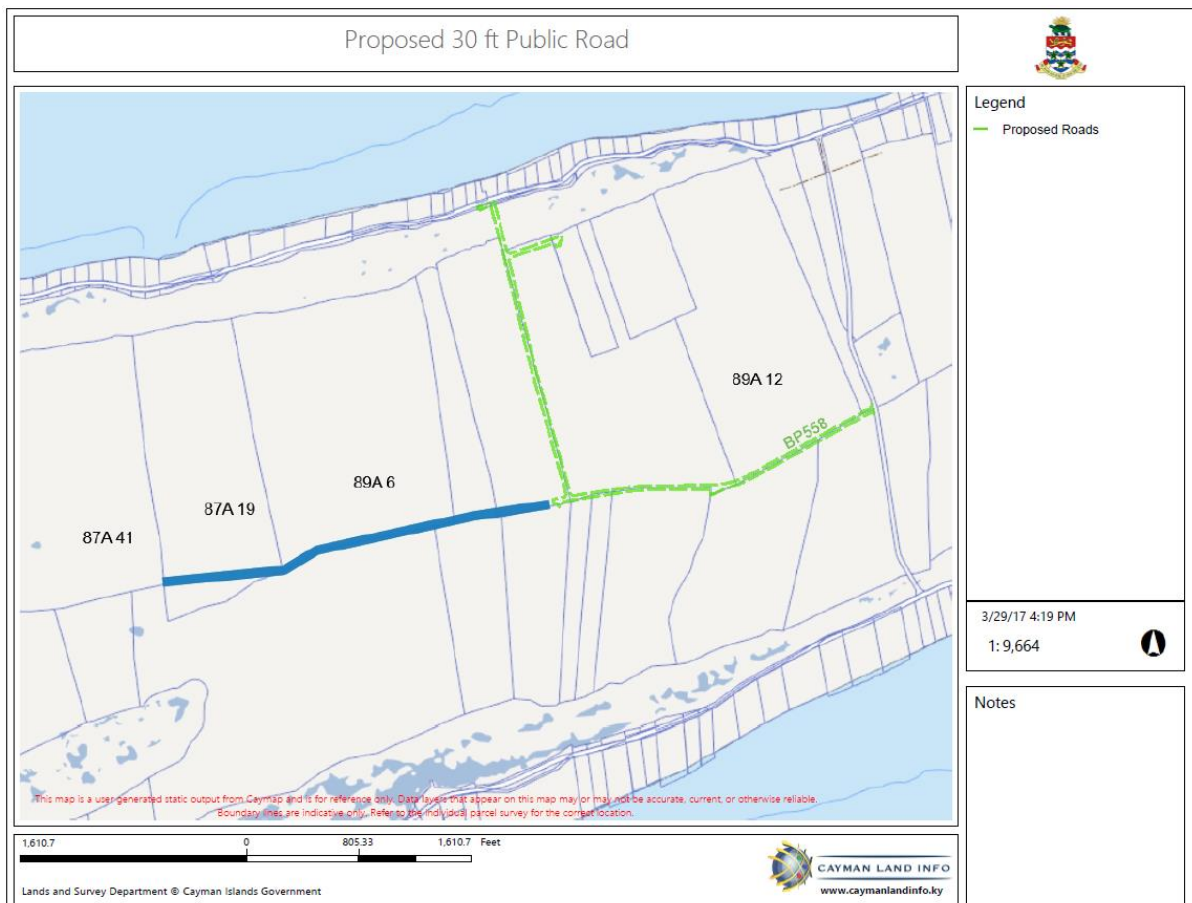 Proposed 30 ft Public Road
Legend
Proposed Roads
89A 12
BP558
89A 6
87A 19
87A 41
3/29/17 4:19 PM
1: 9,664
Notes
This map is a user generated static output from Caymap and is for reference only. Data layers that appear on this map may or may not be accurate, current, or otherwise reliable.
Boundary lines are indicative only. Refer to the individual parcel survey for the correct location.
1,610.7 0 805.33 1,610.7 Feet
Lands and Survey Department © Cayman Islands Government
CAYMAN LAND INFO
www.caymanlandinfo.ky